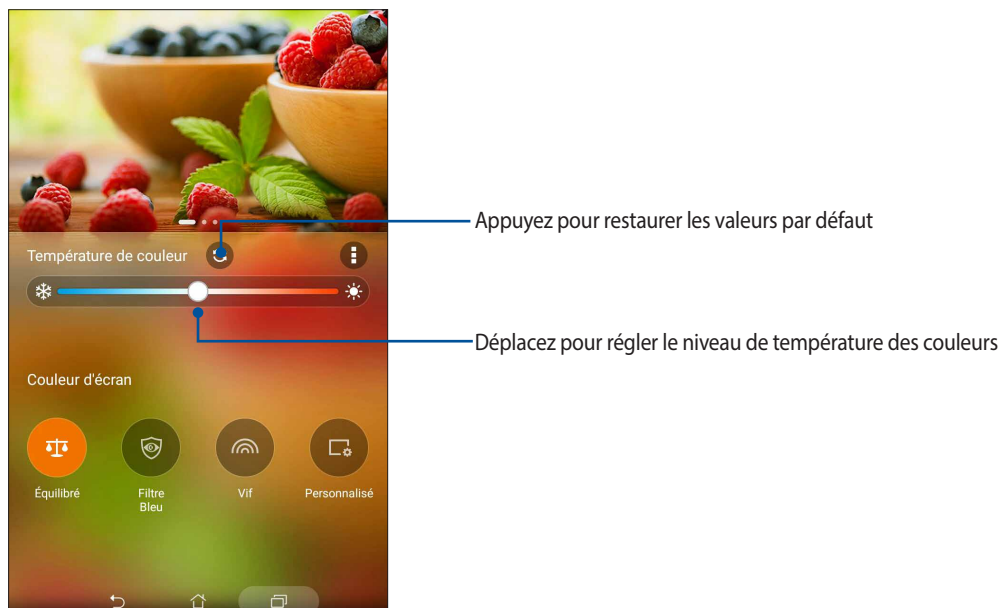 Appuyez pour restaurer les valeurs par défaut
Température de couleur
Déplacez pour régler le niveau de température des couleurs
Couleur d'écran
Équilibré
Filtre
Bleu
Vif
Personnalisé